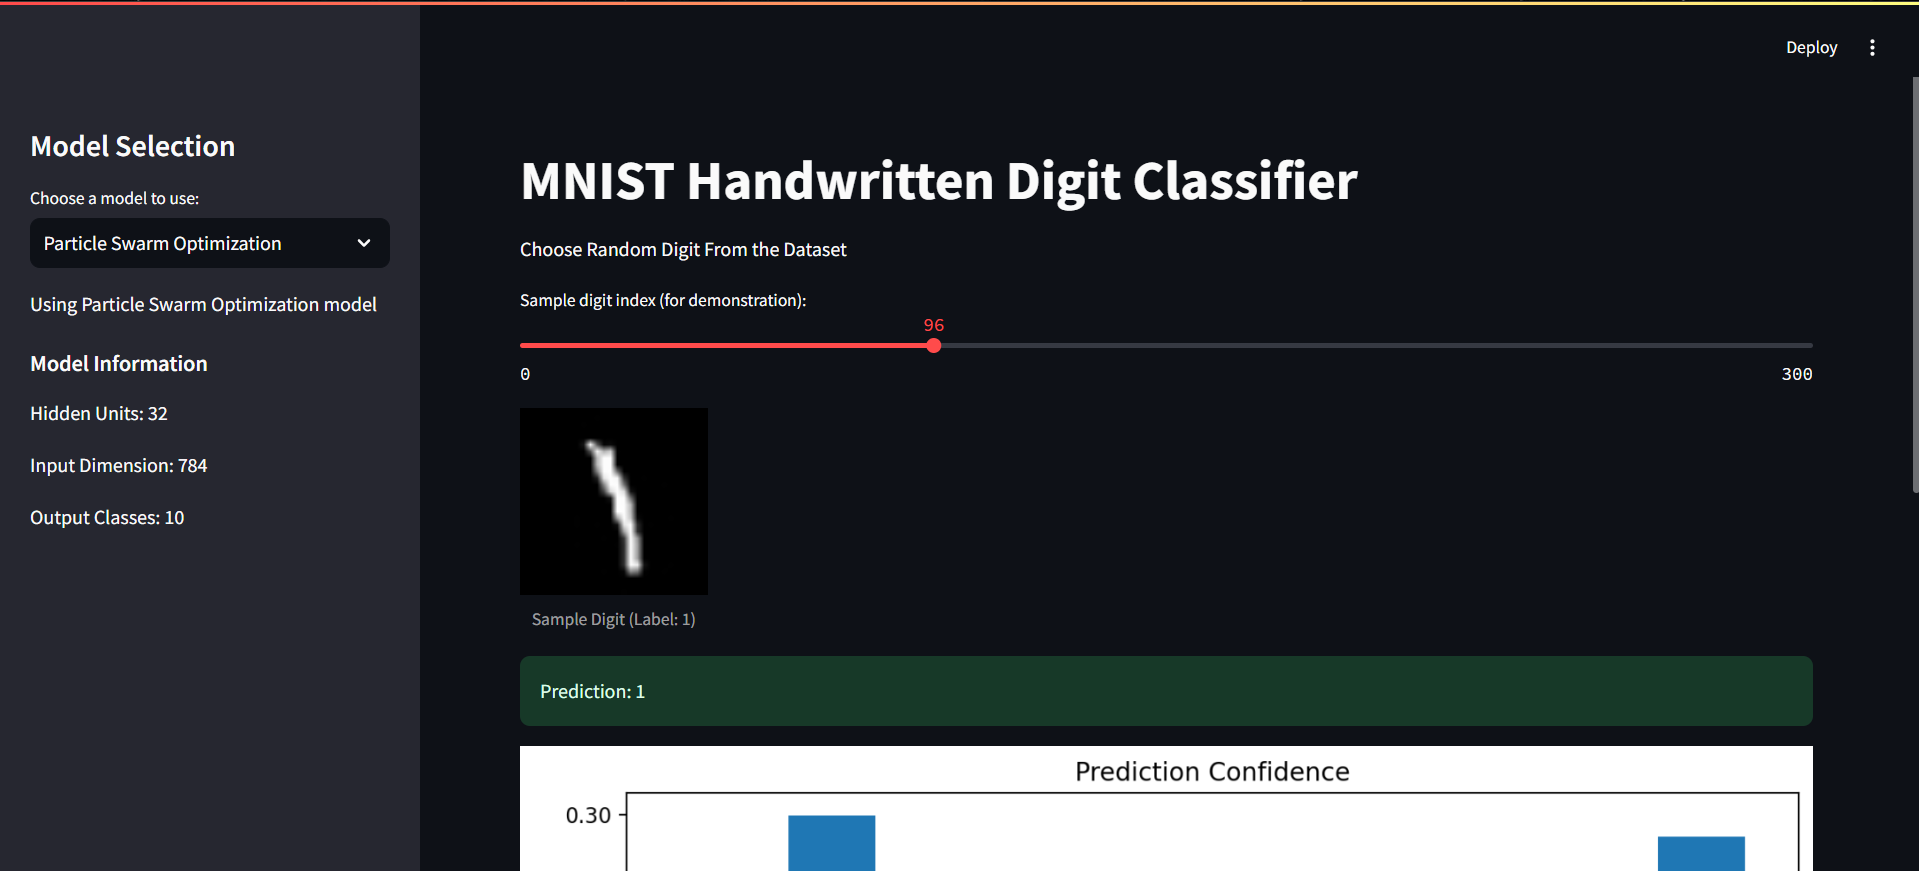 Deploy
Model Selection
Choose a model to use:
Particle Swarm Optimization
Using Particle Swarm Optimization model
Model Information
Hidden Units: 32
Input Dimension: 784
Output Classes: 10
MNIST Handwritten Digit Classifier
Choose Random Digit From the Dataset
Sample digit index (for demonstration):
96
0
300
Sample Digit (Label: 1)
Prediction: 1
Prediction Confidence
0.30